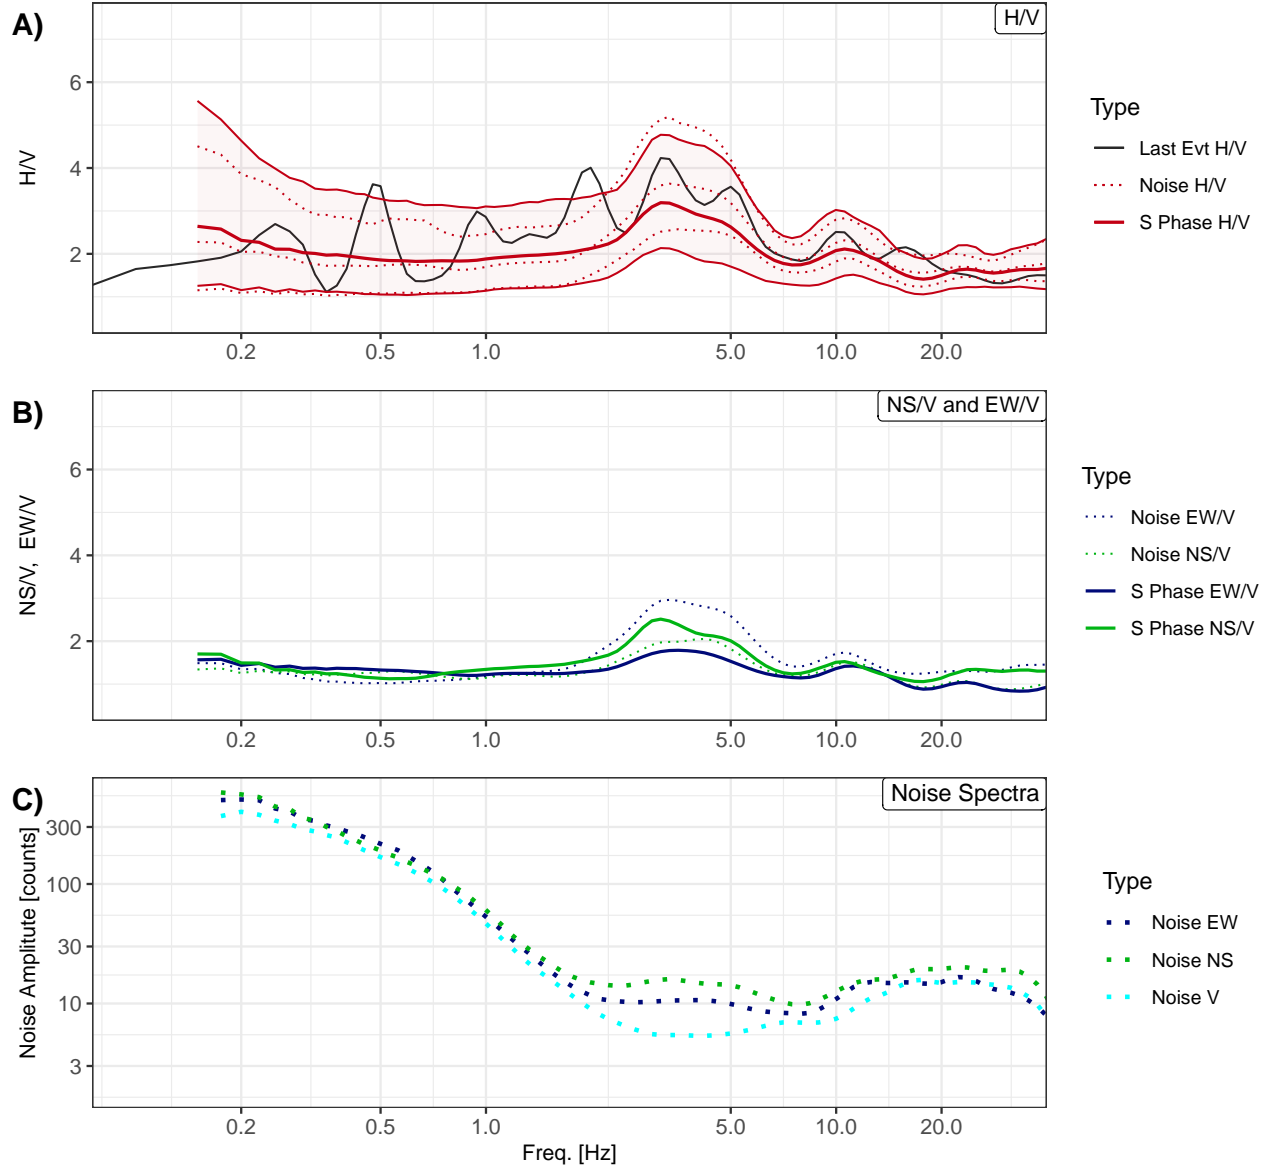 A)
H/V
6
4
2
H/V
0.2 0.5 1.0 5.0 10.0 20.0
Type
Last Evt H/V
Noise H/V
S Phase H/V
B)
NS/V and EW/V
6
4
2
NS/V, EW/V
0.2 0.5 1.0 5.0 10.0 20.0
Type
Noise EW/V
Noise NS/V
S Phase EW/V
S Phase NS/V
C)
Noise Spectra
300
100
30
10
3
Noise Amplitute [counts]
0.2 0.5 1.0 5.0 10.0 20.0
Freq. [Hz]
Type
Noise EW
Noise NS
Noise V